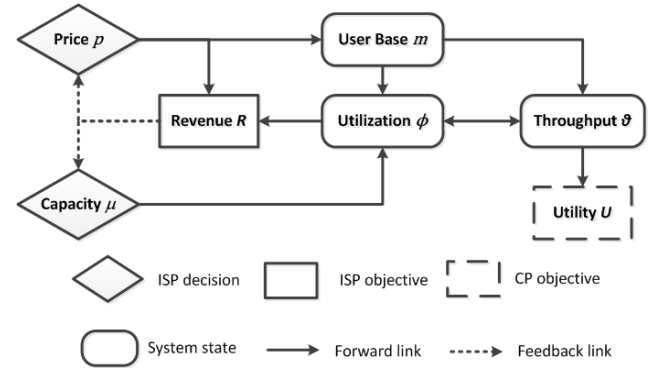 Price p
User Base m
Revenue R
Utilization ϕ
Throughput ϑ
Capacity μ
Utility U
ISP decision
ISP objective
CP objective
System state
Forward link
Feedback link